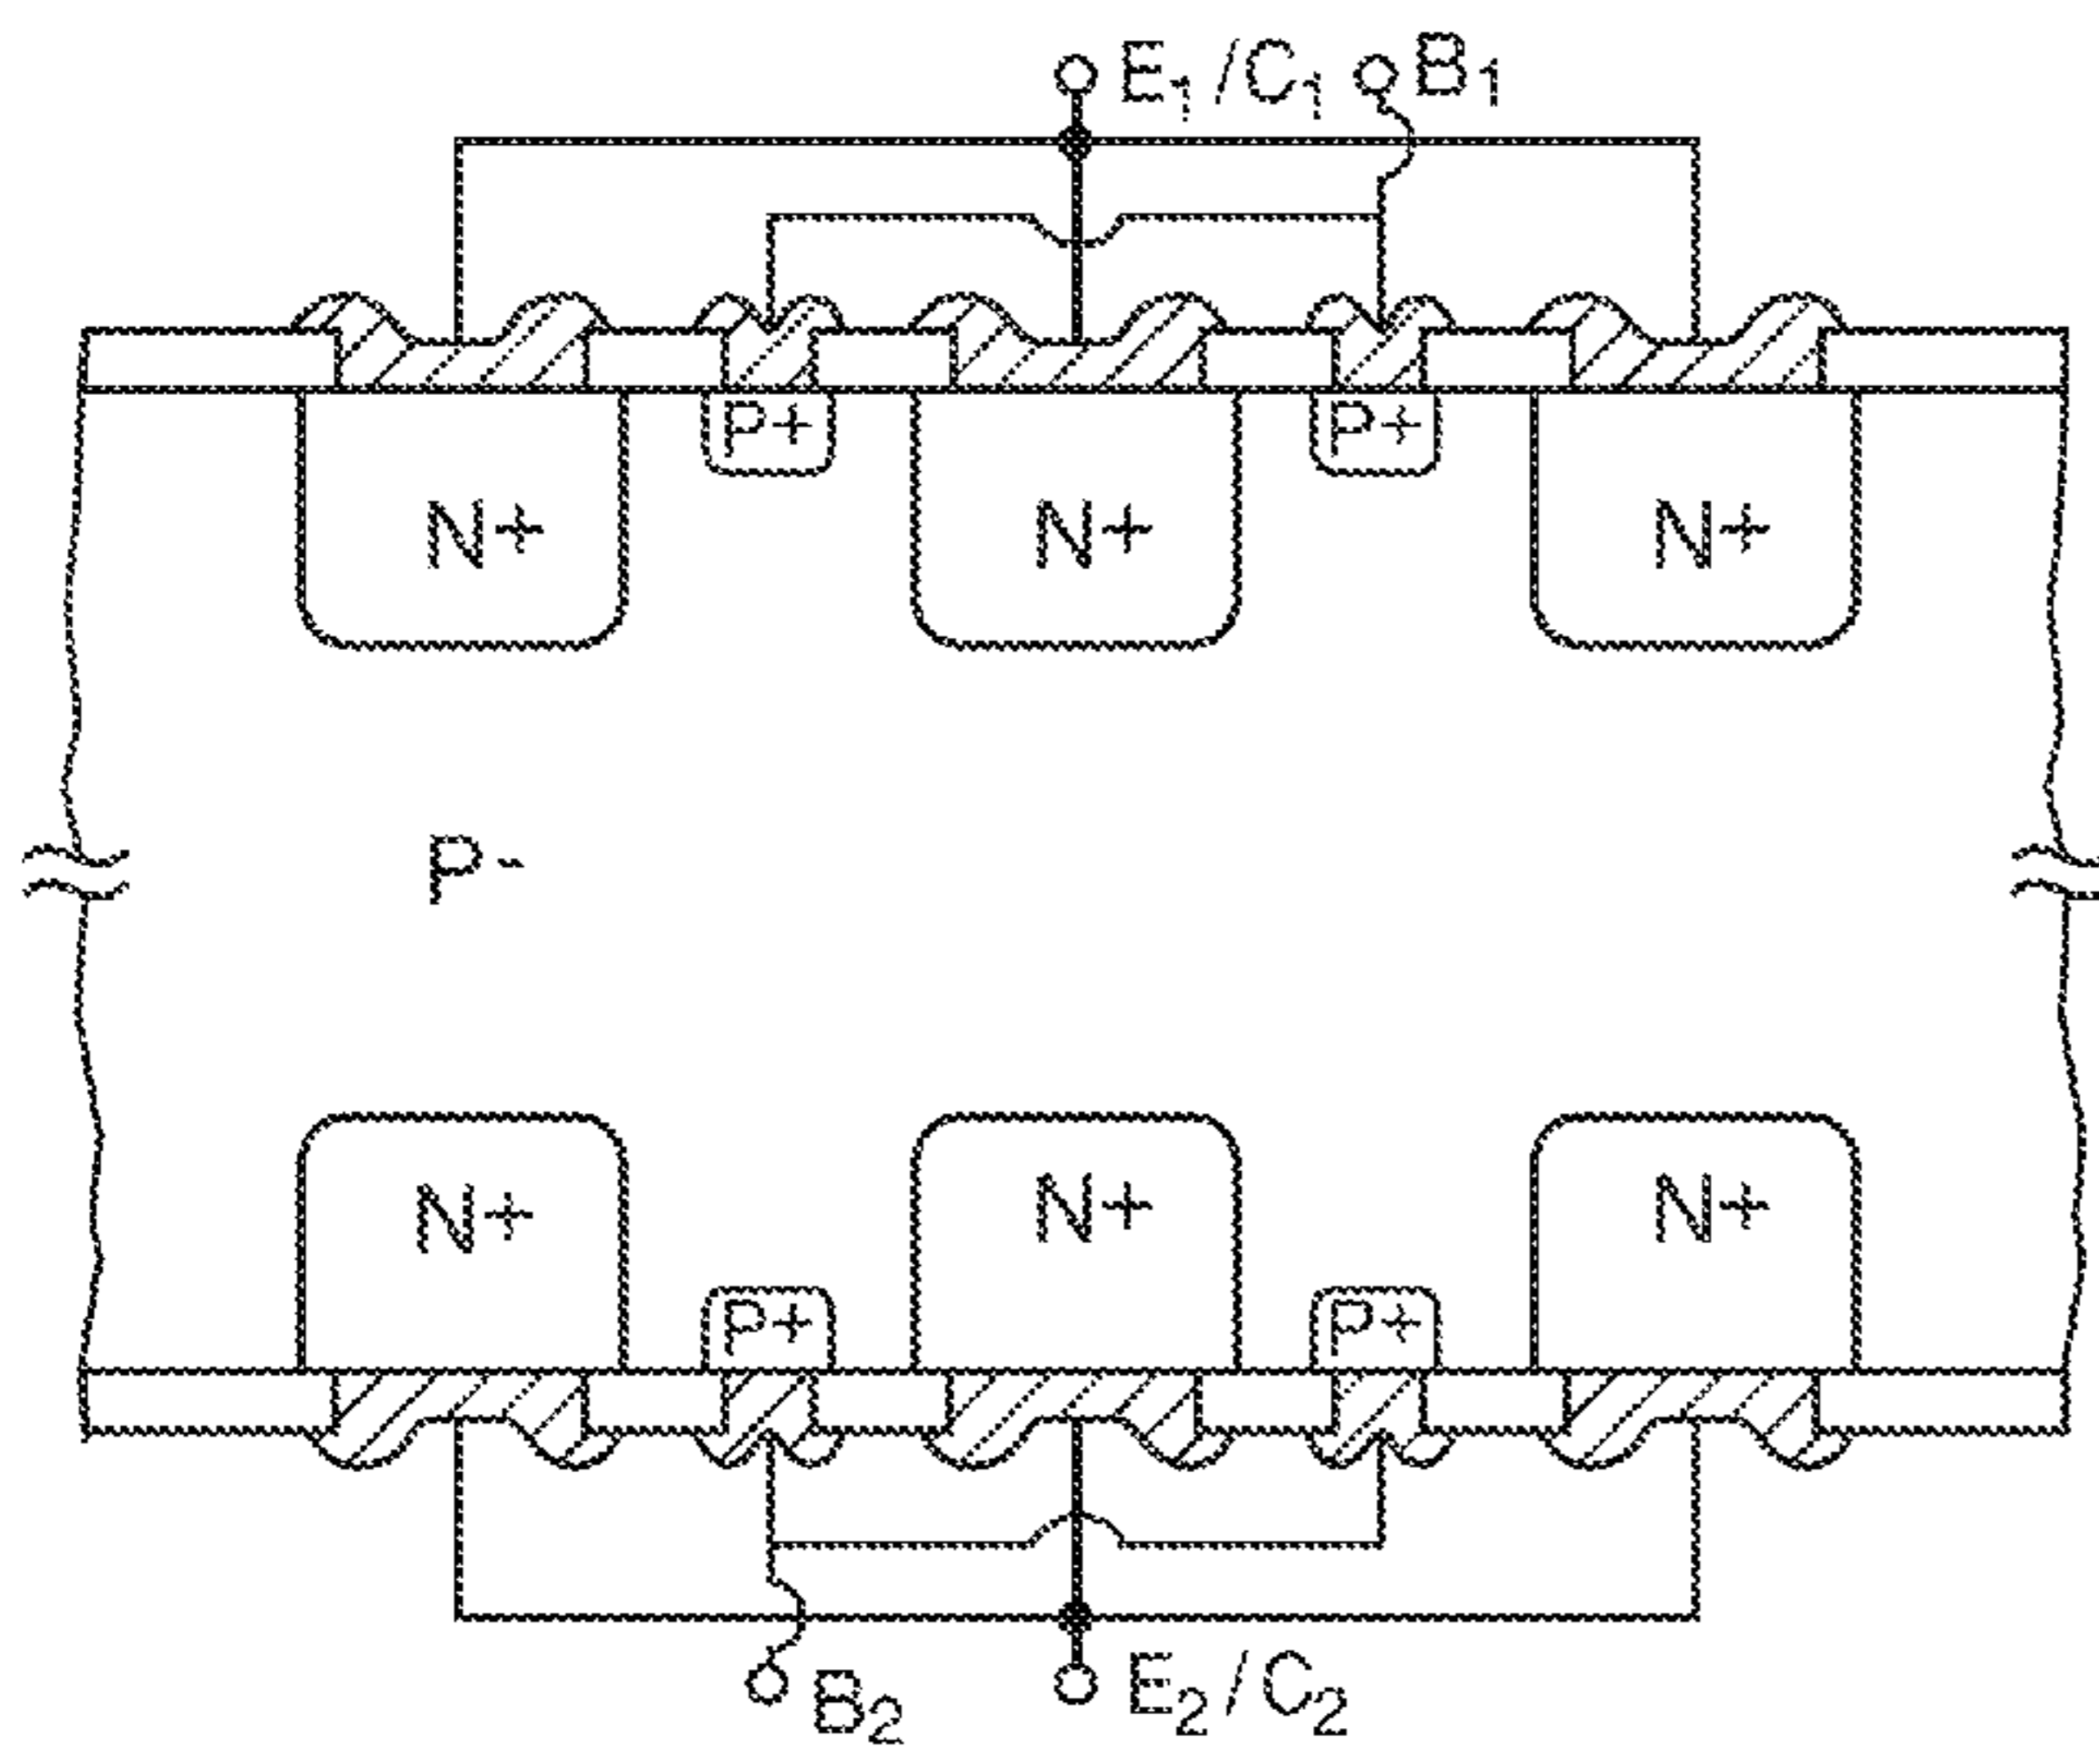 E₁/C₁ B₁
P+ P+
N+ N+ N+
P-
N+ N+ N+
P+ P+
B₂ E₂/C₂